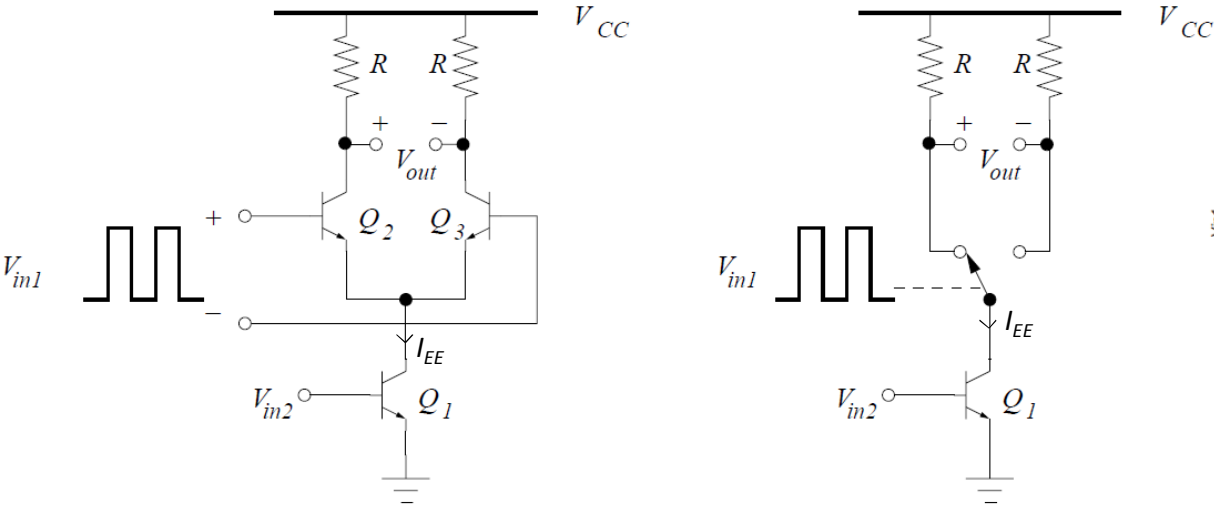 V CC
R R
+ −
V out
+ Q 2 Q 3
V in1
−
I EE
V in2 Q 1
V CC
R R
+ −
V out
V in1
I EE
V in2 Q 1